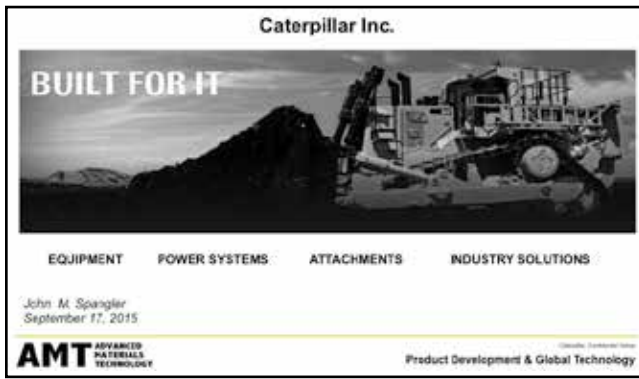 Caterpillar Inc.
BUILT FOR IT
EQUIPMENT POWER SYSTEMS ATTACHMENTS INDUSTRY SOLUTIONS
John M. Spangler
September 17, 2015
AMT ADVANCED
MATERIALS
TECHNOLOGY
Product Development & Global Technology